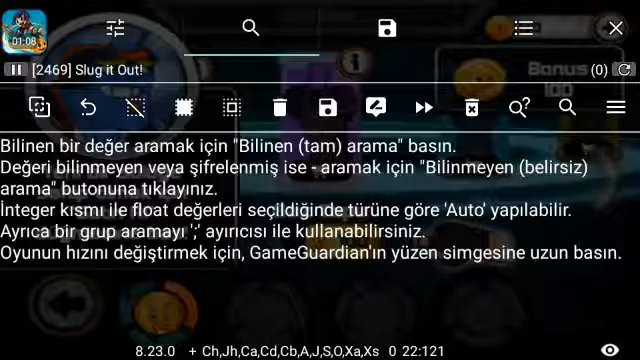 01:08
[2469] Slug it Out!
(0)
Bonus
100
Bilinen bir değer aramak için "Bilinen (tam) arama" basın.
Değeri bilinmeyen veya şifrelenmiş ise - aramak için "Bilinmeyen (belirsiz)
arama" butonuna tıklayınız.
İnteger kısmı ile float değerleri seçildiğinde türüne göre 'Auto' yapılabilir.
Ayrıca bir grup aramayı ';' ayırıcısı ile kullanabilirsiniz.
Oyunun hızını değiştirmek için, GameGuardian'ın yüzen simgesine uzun basın.
8.23.0 + Ch,Jh,Ca,Cd,Cb,A,J,S,O,Xa,Xs 0 22:121